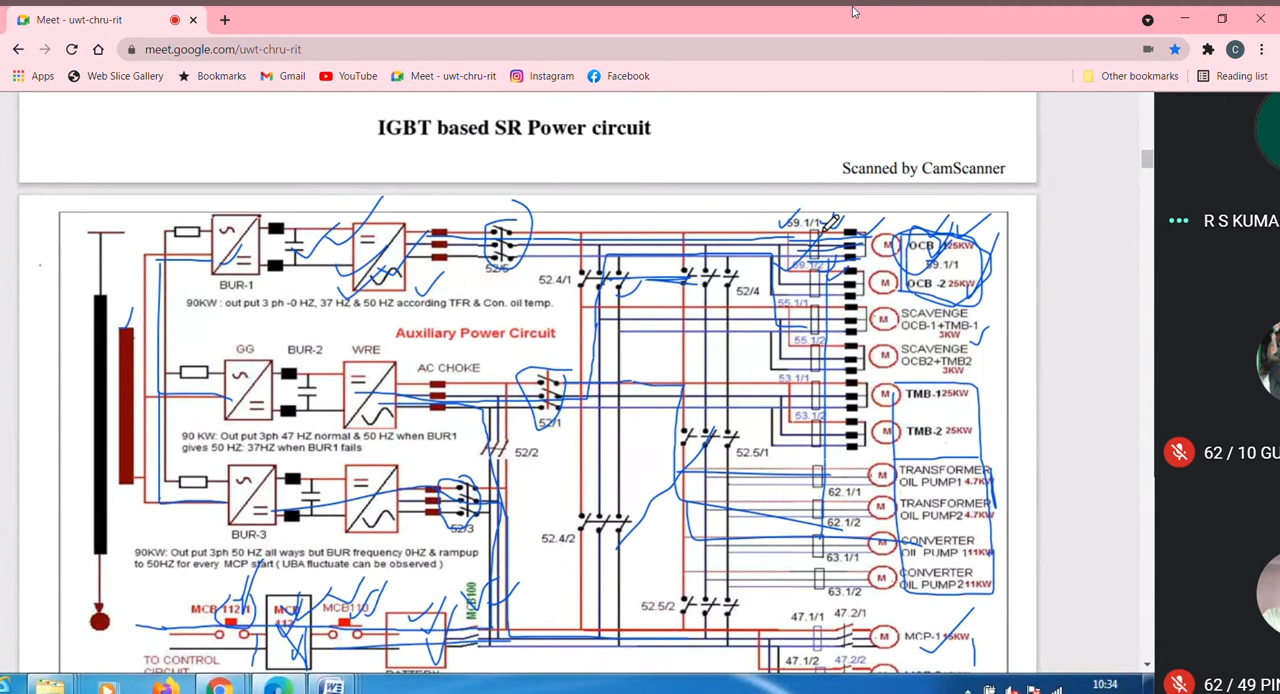 Meet - uwt-chru-rit
meet.google.com/uwt-chru-rit
Apps Web Slice Gallery Bookmarks Gmail YouTube Meet - uwt-chru-rit Instagram Facebook Other bookmarks Reading list
C
IGBT based SR Power circuit
Scanned by CamScanner
R S KUMA
59.1/1
M OCB 125KW
59.1/1
52/5
BUR-1
52.4/1
59.1/2
M OCB -2 25KW
52/4
90KW : out put 3 ph -0 HZ, 37 HZ & 50 HZ according TFR & Con. oil temp.
55.1/1
M SCAVENGE
OCB-1+TMB-1
3KW
Auxiliary Power Circuit
55.1/2
M SCAVENGE
OCB2+TMB2
3KW
GG BUR-2 WRE
AC CHOKE
53.1/1
M TMB-125KW
52/1
53.1/2
M TMB-2 25KW
90 KW: Out put 3ph 47 HZ normal & 50 HZ when BUR1
gives 50 HZ: 37HZ when BUR1 fails
52/2
52.5/1
62 / 10 GU
M TRANSFORMER
OIL PUMP1 4.7KW
62.1/1
M TRANSFORMER
OIL PUMP2 4.7KW
62.1/2
52/3
BUR-3
52.4/2
M CONVERTER
OIL PUMP 111KW
63.1/1
90KW: Out put 3ph 50 HZ all ways but BUR frequency 0HZ & rampup
to 50HZ for every MCP start ( UBA fluctuate can be observed )
M CONVERTER
OIL PUMP211KW
63.1/2
MCB100
52.5/2
MCB 112.1
MCB110
47.1/1
47.2/1
M MCP-1 15KW
TO CONTROL
CIRCUIT
47.1/2
47.2/2
62 / 49 PIN
10:34